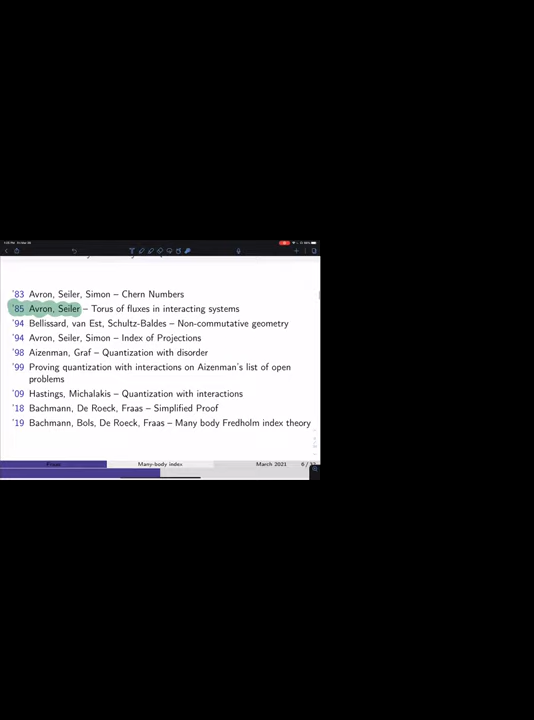 '83 Avron, Seiler, Simon – Chern Numbers
'85 Avron, Seiler – Torus of fluxes in interacting systems
'94 Bellissard, van Est, Schultz-Baldes – Non-commutative geometry
'94 Avron, Seiler, Simon – Index of Projections
'98 Aizenman, Graf – Quantization with disorder
'99 Proving quantization with interactions on Aizenman's list of open
problems
'09 Hastings, Michalakis – Quantization with interactions
'18 Bachmann, De Roeck, Fraas – Simplified Proof
'19 Bachmann, Bols, De Roeck, Fraas – Many body Fredholm index theory
Fraas Many-body index March 2021 6 /